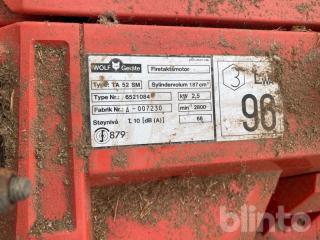 WOLF Geräte Firetaktsmotor
Type: TA 52 SM Sylindervolum 187 cm³
Type Nr.: 6521084 kW 2,5
Fabrik Nr. A-007230 min⁻¹ 2800
879 Støynivå L 10 [dB (A)] 66
3 LWA
96
blinto